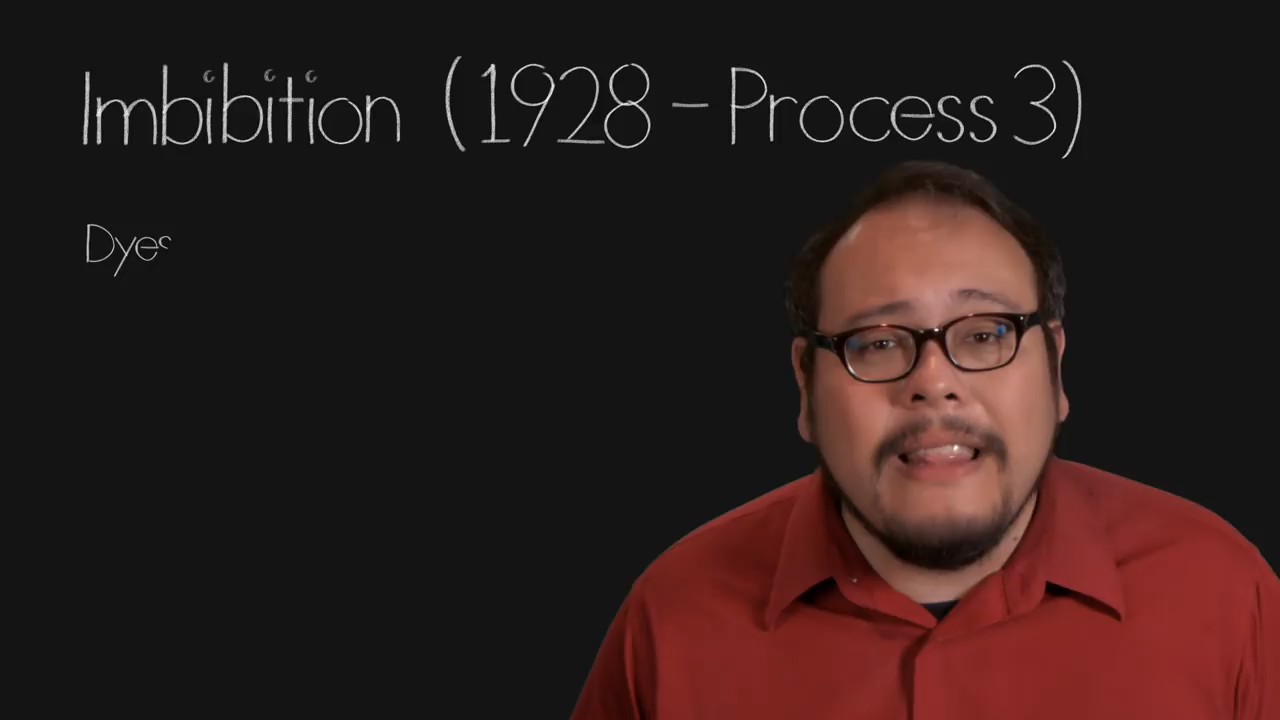 Imbibition (1928 - Process 3)
Dyes